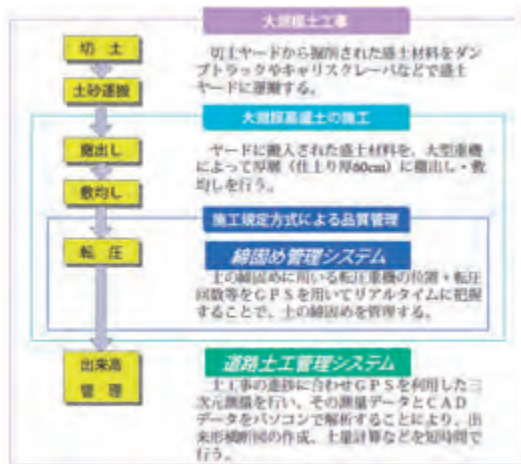 大規模土工事
切土
切土ヤードから掘削された盛土材料をダン
プトラックやキャリスクレーパなどで盛土
ヤードに運搬する。
土砂運搬
大規模高盛土の施工
撒出し
ヤードに搬入された盛土材料を、大型重機
によって厚層(仕上り厚60cm)に撒出し・敷
均しを行う。
敷均し
施工規定方式による品質管理
転圧
締固め管理システム
土の締固めに用いる転圧重機の位置・転圧
回数等をGPSを用いてリアルタイムに把握
することで、土の締固めを管理する。
出来高
管理
道路土工管理システム
土工事の進捗に合わせGPSを利用した三
次元測量を行い、その測量データとCAD
データをパソコンで解析することにより、出
来形横断図の作成、土量計算などを短時間で
行う。